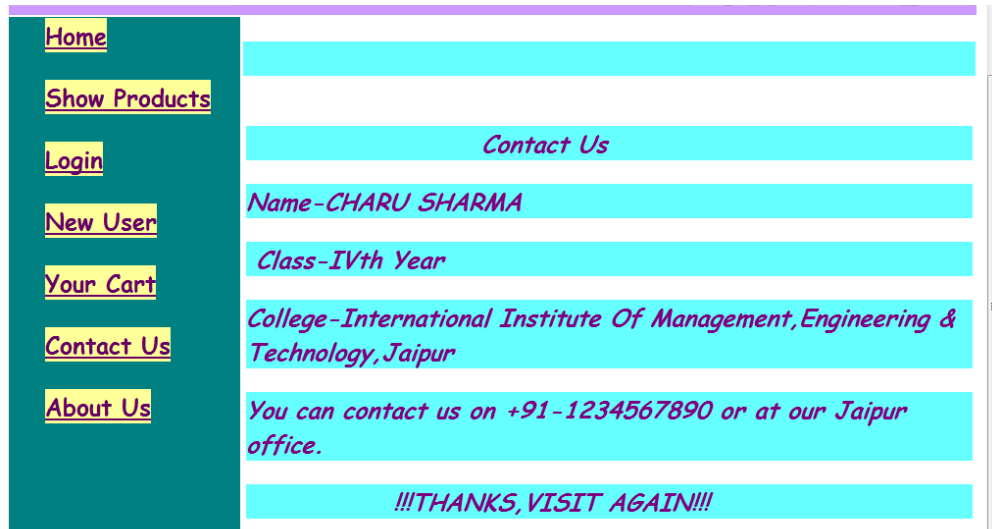 Home
Show Products
Login
New User
Your Cart
Contact Us
About Us
Contact Us
Name-CHARU SHARMA
Class-IVth Year
College-International Institute Of Management,Engineering &
Technology,Jaipur
You can contact us on +91-1234567890 or at our Jaipur
office.
!!!THANKS,VISIT AGAIN!!!